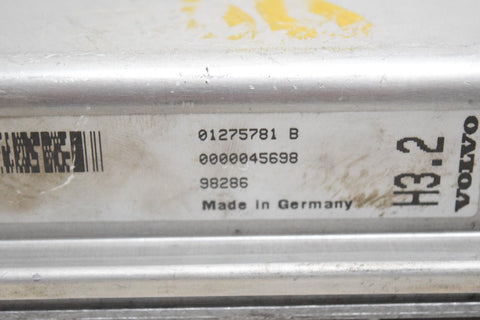 01275781 B
0000045698
98286
Made in Germany
H3.2
VOLVO